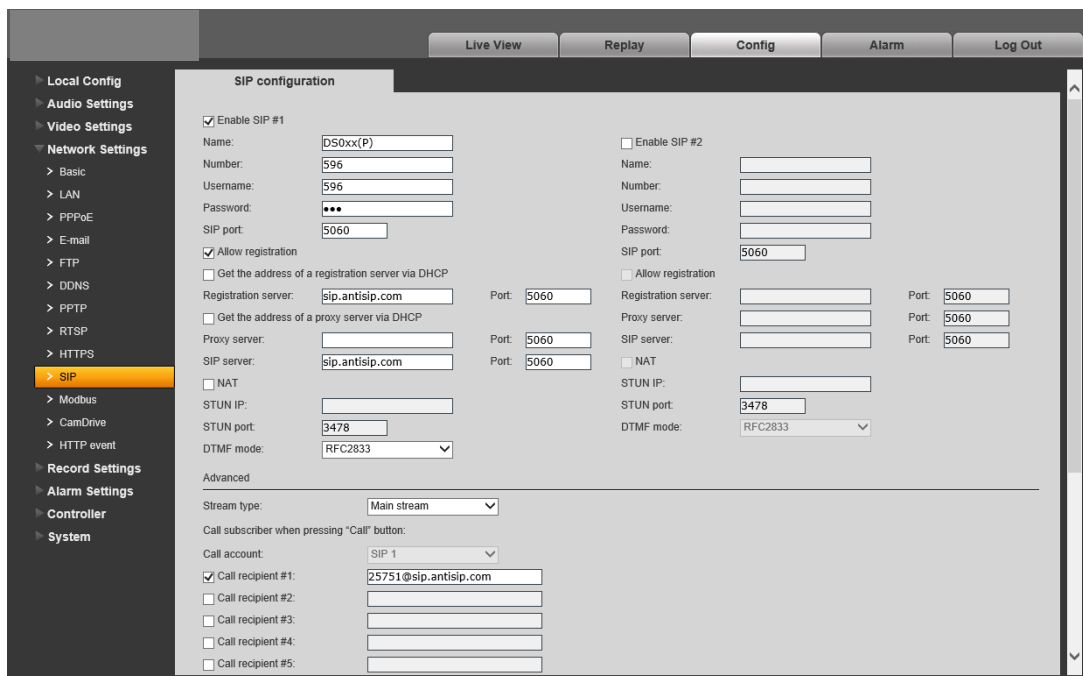 Live View Replay Config Alarm Log Out
Local Config
Audio Settings
Video Settings
Network Settings
> Basic
> LAN
> PPPoE
> E-mail
> FTP
> DDNS
> PPTP
> RTSP
> HTTPS
> SIP
> Modbus
> CamDrive
> HTTP event
Record Settings
Alarm Settings
Controller
System
SIP configuration
Enable SIP #1
Name: DS0xx(P)
Number: 596
Username: 596
Password: •••
SIP port: 5060
Allow registration
Get the address of a registration server via DHCP
Registration server: sip.antisip.com Port: 5060
Get the address of a proxy server via DHCP
Proxy server: Port: 5060
SIP server: sip.antisip.com Port: 5060
NAT
STUN IP:
STUN port: 3478
DTMF mode: RFC2833
Enable SIP #2
Name:
Number:
Username:
Password:
SIP port: 5060
Allow registration
Registration server: Port: 5060
Proxy server: Port: 5060
SIP server: Port: 5060
NAT
STUN IP:
STUN port: 3478
DTMF mode: RFC2833
Advanced
Stream type: Main stream
Call subscriber when pressing "Call" button:
Call account: SIP 1
Call recipient #1: 25751@sip.antisip.com
Call recipient #2:
Call recipient #3:
Call recipient #4:
Call recipient #5: